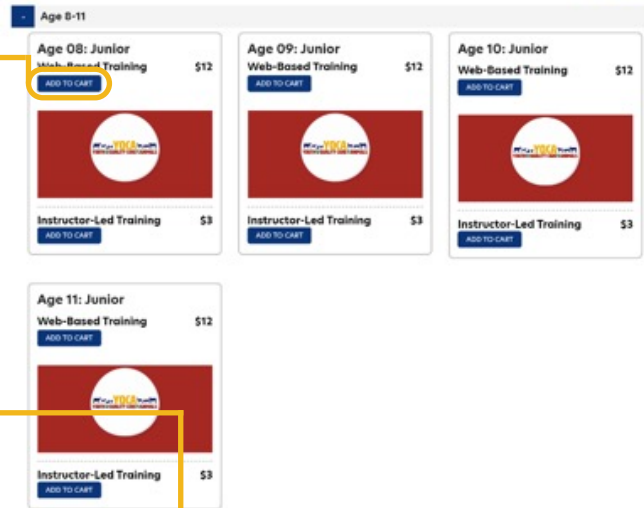 - Age 8-11
Age 08: Junior
Web-Based Training $12
ADD TO CART
Instructor-Led Training $3
ADD TO CART
Age 09: Junior
Web-Based Training $12
ADD TO CART
Instructor-Led Training $3
ADD TO CART
Age 10: Junior
Web-Based Training $12
ADD TO CART
Instructor-Led Training $3
ADD TO CART
Age 11: Junior
Web-Based Training $12
ADD TO CART
YQCA
Instructor-Led Training $3
ADD TO CART